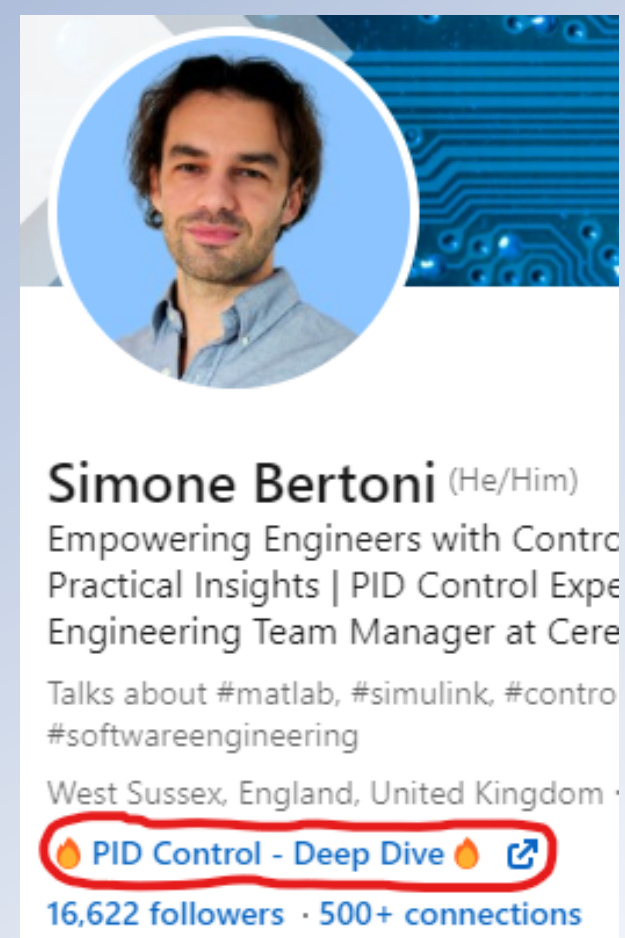 Simone Bertoni (He/Him)
Empowering Engineers with Contro
Practical Insights | PID Control Expe
Engineering Team Manager at Cere
Talks about #matlab, #simulink, #contro
#softwareengineering
West Sussex, England, United Kingdom ·
🔥 PID Control - Deep Dive 🔥
16,622 followers · 500+ connections